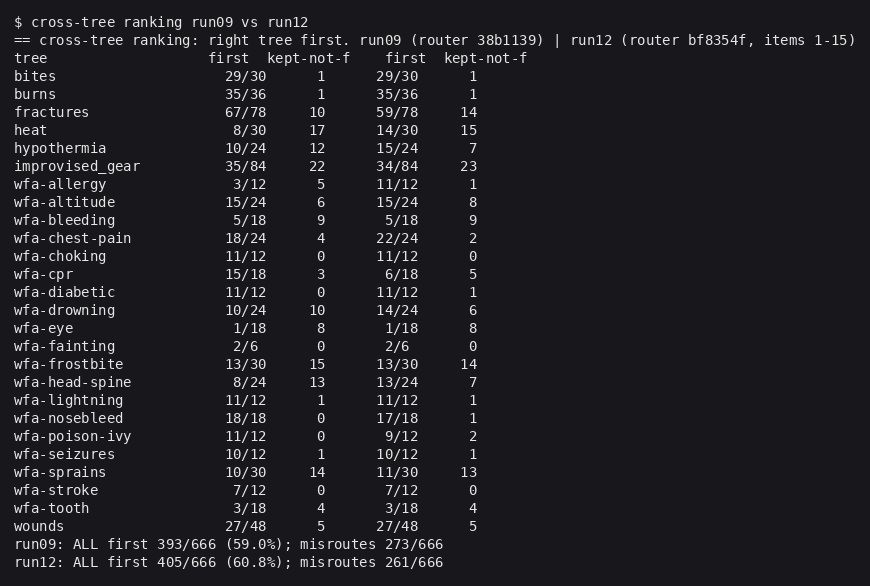 $ cross-tree ranking run09 vs run12
== cross-tree ranking: right tree first. run09 (router 38b1139) | run12 (router bf8354f, items 1-15)
tree first kept-not-f first kept-not-f
bites 29/30 1 29/30 1
burns 35/36 1 35/36 1
fractures 67/78 10 59/78 14
heat 8/30 17 14/30 15
hypothermia 10/24 12 15/24 7
improvised_gear 35/84 22 34/84 23
wfa-allergy 3/12 5 11/12 1
wfa-altitude 15/24 6 15/24 8
wfa-bleeding 5/18 9 5/18 9
wfa-chest-pain 18/24 4 22/24 2
wfa-choking 11/12 0 11/12 0
wfa-cpr 15/18 3 6/18 5
wfa-diabetic 11/12 0 11/12 1
wfa-drowning 10/24 10 14/24 6
wfa-eye 1/18 8 1/18 8
wfa-fainting 2/6 0 2/6 0
wfa-frostbite 13/30 15 13/30 14
wfa-head-spine 8/24 13 13/24 7
wfa-lightning 11/12 1 11/12 1
wfa-nosebleed 18/18 0 17/18 1
wfa-poison-ivy 11/12 0 9/12 2
wfa-seizures 10/12 1 10/12 1
wfa-sprains 10/30 14 11/30 13
wfa-stroke 7/12 0 7/12 0
wfa-tooth 3/18 4 3/18 4
wounds 27/48 5 27/48 5
run09: ALL first 393/666 (59.0%); misroutes 273/666
run12: ALL first 405/666 (60.8%); misroutes 261/666